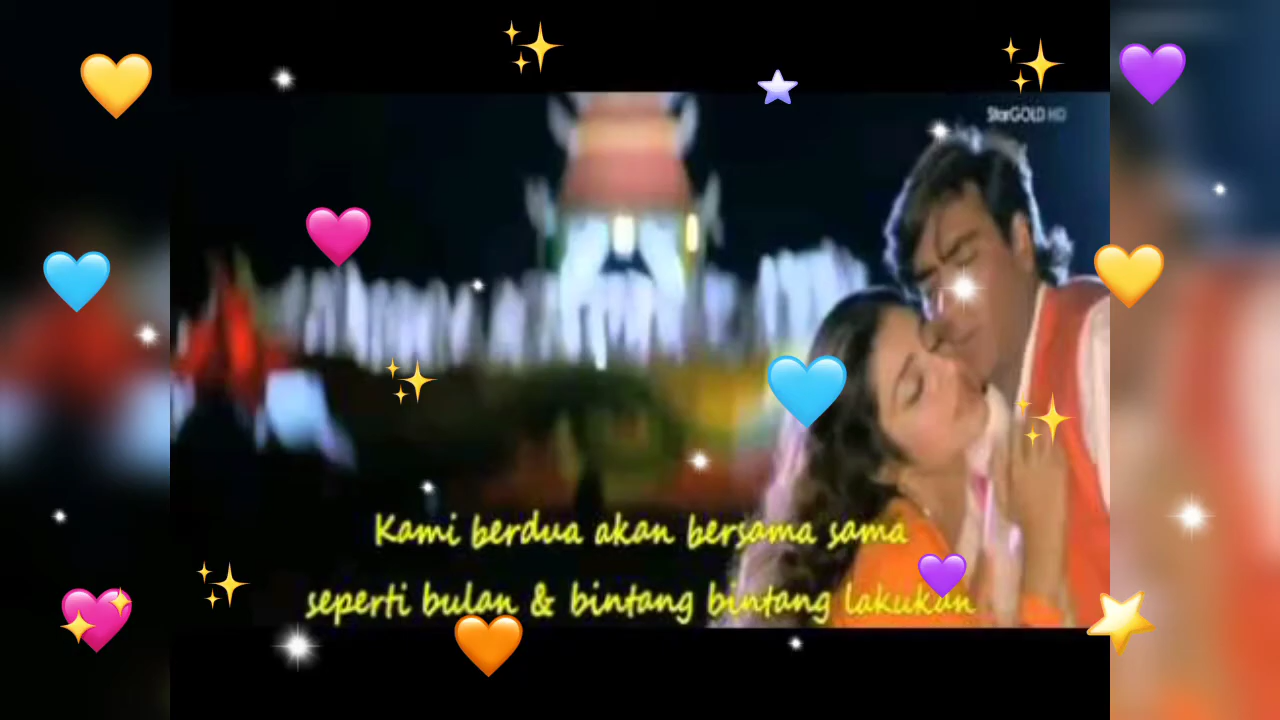 StarGOLD HD
Kami berdua akan bersama sama
seperti bulan & bintang bintang lakukan